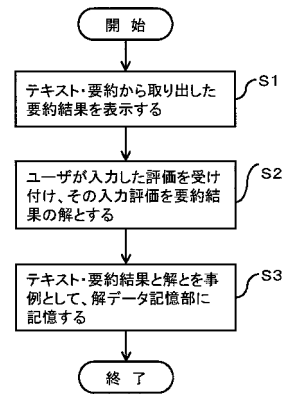 開 始
テキスト・要約から取り出した
要約結果を表示する
S1
ユーザが入力した評価を受け
付け、その入力評価を要約結
果の解とする
S2
テキスト・要約結果と解とを事
例として、解データ記憶部に
記憶する
S3
終 了